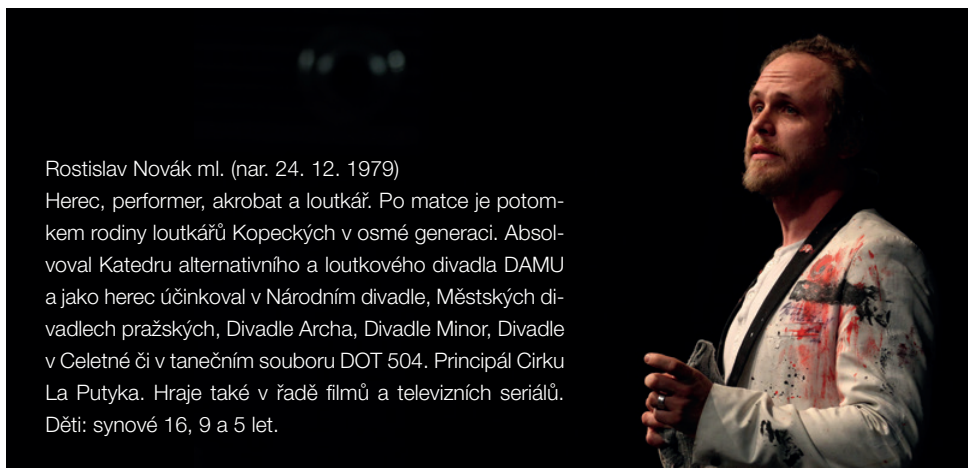 Rostislav Novák ml. (nar. 24. 12. 1979)
Herec, performer, akrobat a loutkář. Po matce je potom-
kem rodiny loutkářů Kopeckých v osmé generaci. Absol-
voval Katedru alternativního a loutkového divadla DAMU
a jako herec účinkoval v Národním divadle, Městských di-
vadlech pražských, Divadle Archa, Divadle Minor, Divadle
v Celetné či v tanečním souboru DOT 504. Principál Cirku
La Putyka. Hraje také v řadě filmů a televizních seriálů.
Děti: synové 16, 9 a 5 let.